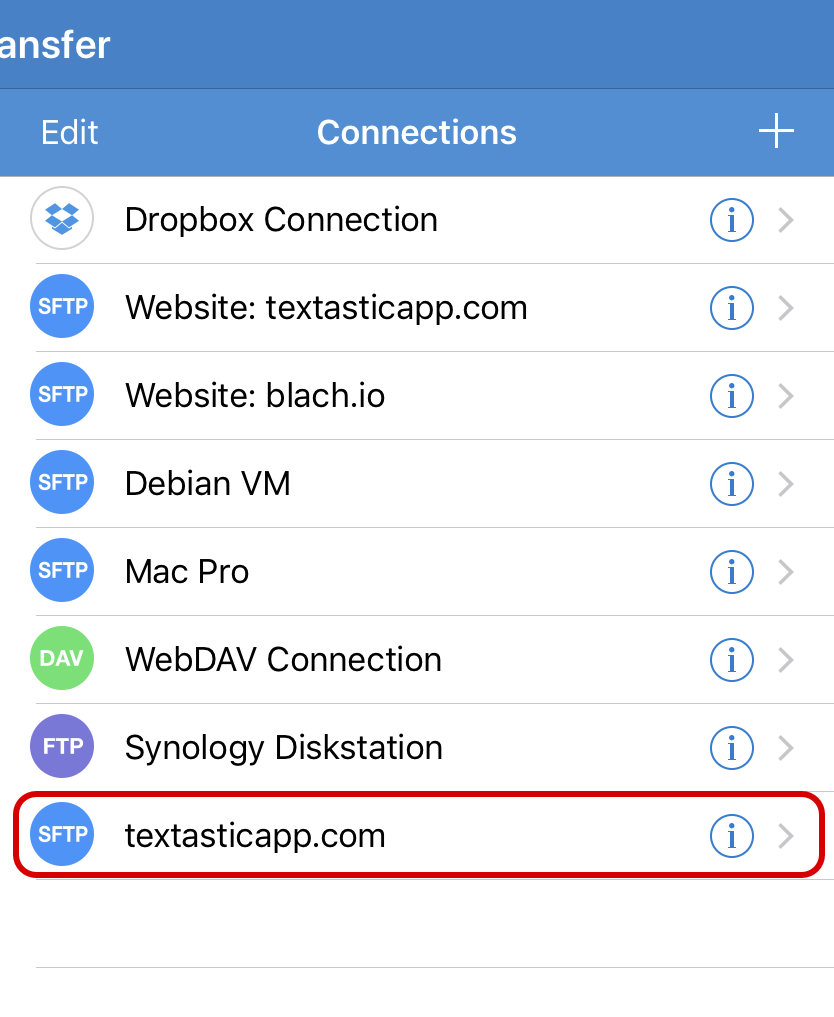 ansfer
Edit Connections +
Dropbox Connection i
SFTP Website: textasticapp.com i
SFTP Website: blach.io i
SFTP Debian VM i
SFTP Mac Pro i
DAV WebDAV Connection i
FTP Synology Diskstation i
SFTP textasticapp.com i